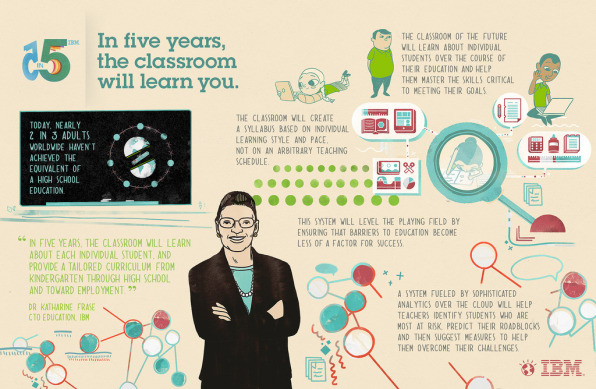 5
IN
5
IBM
In five years,
the classroom
will learn you.
THE CLASSROOM OF THE FUTURE
WILL LEARN ABOUT INDIVIDUAL
STUDENTS OVER THE COURSE OF
THEIR EDUCATION AND HELP
THEM MASTER THE SKILLS CRITICAL
TO MEETING THEIR GOALS.
TODAY, NEARLY
2 IN 3 ADULTS
WORLDWIDE HAVEN'T
ACHIEVED THE
EQUIVALENT OF
A HIGH SCHOOL
EDUCATION.
THE CLASSROOM WILL CREATE
A SYLLABUS BASED ON INDIVIDUAL
LEARNING STYLE AND PACE,
NOT ON AN ARBITRARY TEACHING
SCHEDULE.
THIS SYSTEM WILL LEVEL THE PLAYING FIELD BY
ENSURING THAT BARRIERS TO EDUCATION BECOME
LESS OF A FACTOR FOR SUCCESS.
“ IN FIVE YEARS, THE CLASSROOM WILL LEARN
ABOUT EACH INDIVIDUAL STUDENT, AND
PROVIDE A TAILORED CURRICULUM FROM
KINDERGARTEN THROUGH HIGH SCHOOL
AND TOWARD EMPLOYMENT. ”
DR. KATHARINE FRASE
CTO EDUCATION, IBM
A SYSTEM FUELED BY SOPHISTICATED
ANALYTICS OVER THE CLOUD WILL HELP
TEACHERS IDENTIFY STUDENTS WHO ARE
MOST AT RISK, PREDICT THEIR ROADBLOCKS
AND THEN SUGGEST MEASURES TO HELP
THEM OVERCOME THEIR CHALLENGES.
IBM